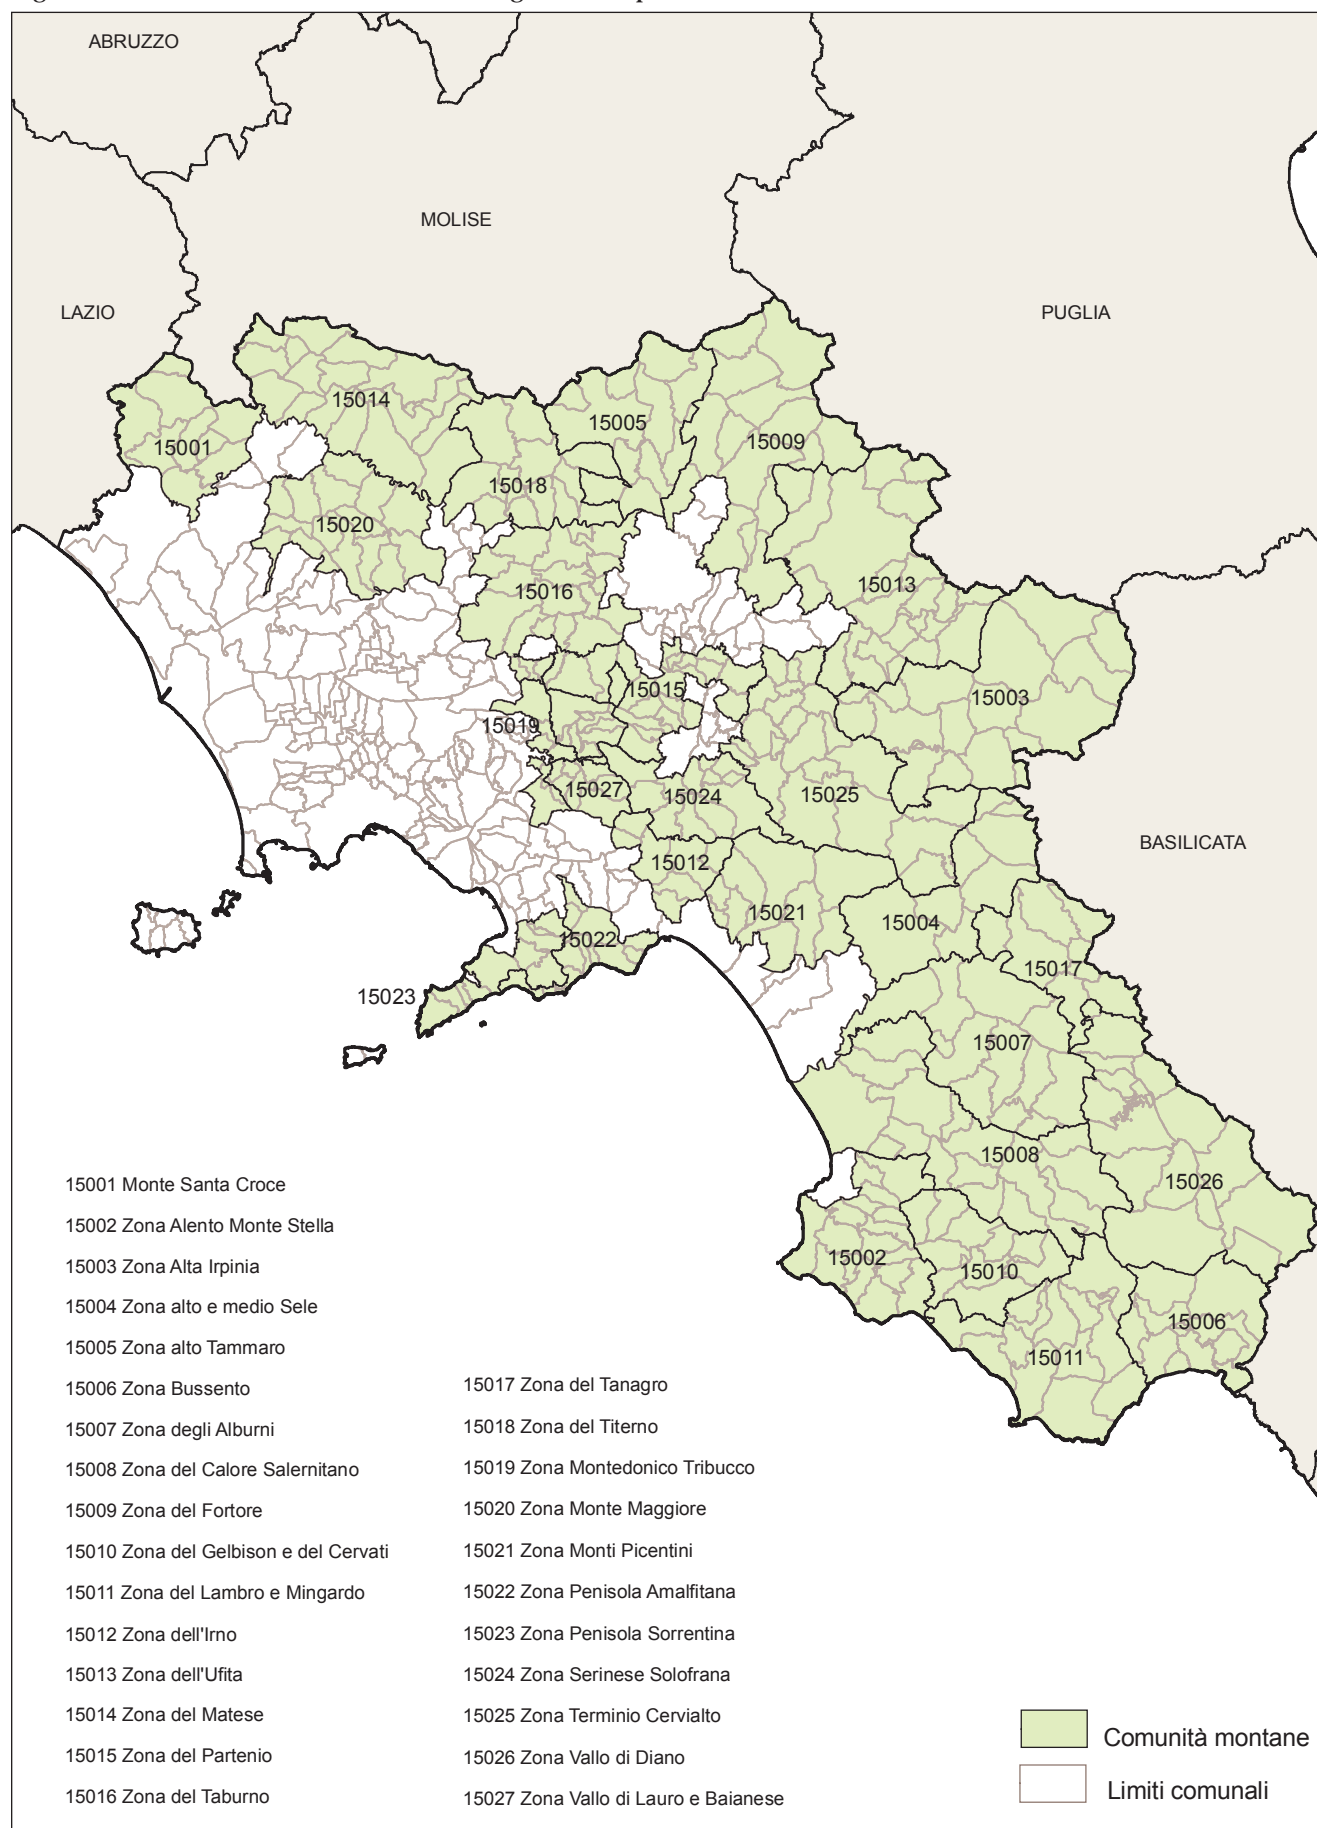 ABRUZZO
MOLISE
LAZIO
PUGLIA
15014
15005
15009
15001
15018
15020
15016
15013
15015
15003
15019
15027
15024
15025
BASILICATA
15012
15021
15004
15022
15017
15023
15007
15008
15026
15002
15010
15006
15011
15001 Monte Santa Croce
15002 Zona Alento Monte Stella
15003 Zona Alta Irpinia
15004 Zona alto e medio Sele
15005 Zona alto Tammaro
15006 Zona Bussento
15007 Zona degli Alburni
15008 Zona del Calore Salernitano
15009 Zona del Fortore
15010 Zona del Gelbison e del Cervati
15011 Zona del Lambro e Mingardo
15012 Zona dell'Irno
15013 Zona dell'Ufita
15014 Zona del Matese
15015 Zona del Partenio
15016 Zona del Taburno
15017 Zona del Tanagro
15018 Zona del Titerno
15019 Zona Montedonico Tribucco
15020 Zona Monte Maggiore
15021 Zona Monti Picentini
15022 Zona Penisola Amalfitana
15023 Zona Penisola Sorrentina
15024 Zona Serinese Solofrana
15025 Zona Terminio Cervialto
15026 Zona Vallo di Diano
15027 Zona Vallo di Lauro e Baianese
Comunità montane
Limiti comunali